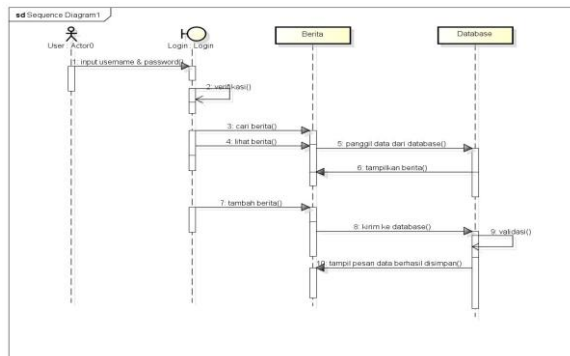 sd Sequence Diagram1
User : Actor0
Login : Login
Berita
Database
1: input username & password()
2: verifikasi()
3: cari berita()
4: lihat berita()
5: panggil data dari database()
6: tampilkan berita()
7: tambah berita()
8: kirim ke database()
9: validasi()
10: tampil pesan data berhasil disimpan()